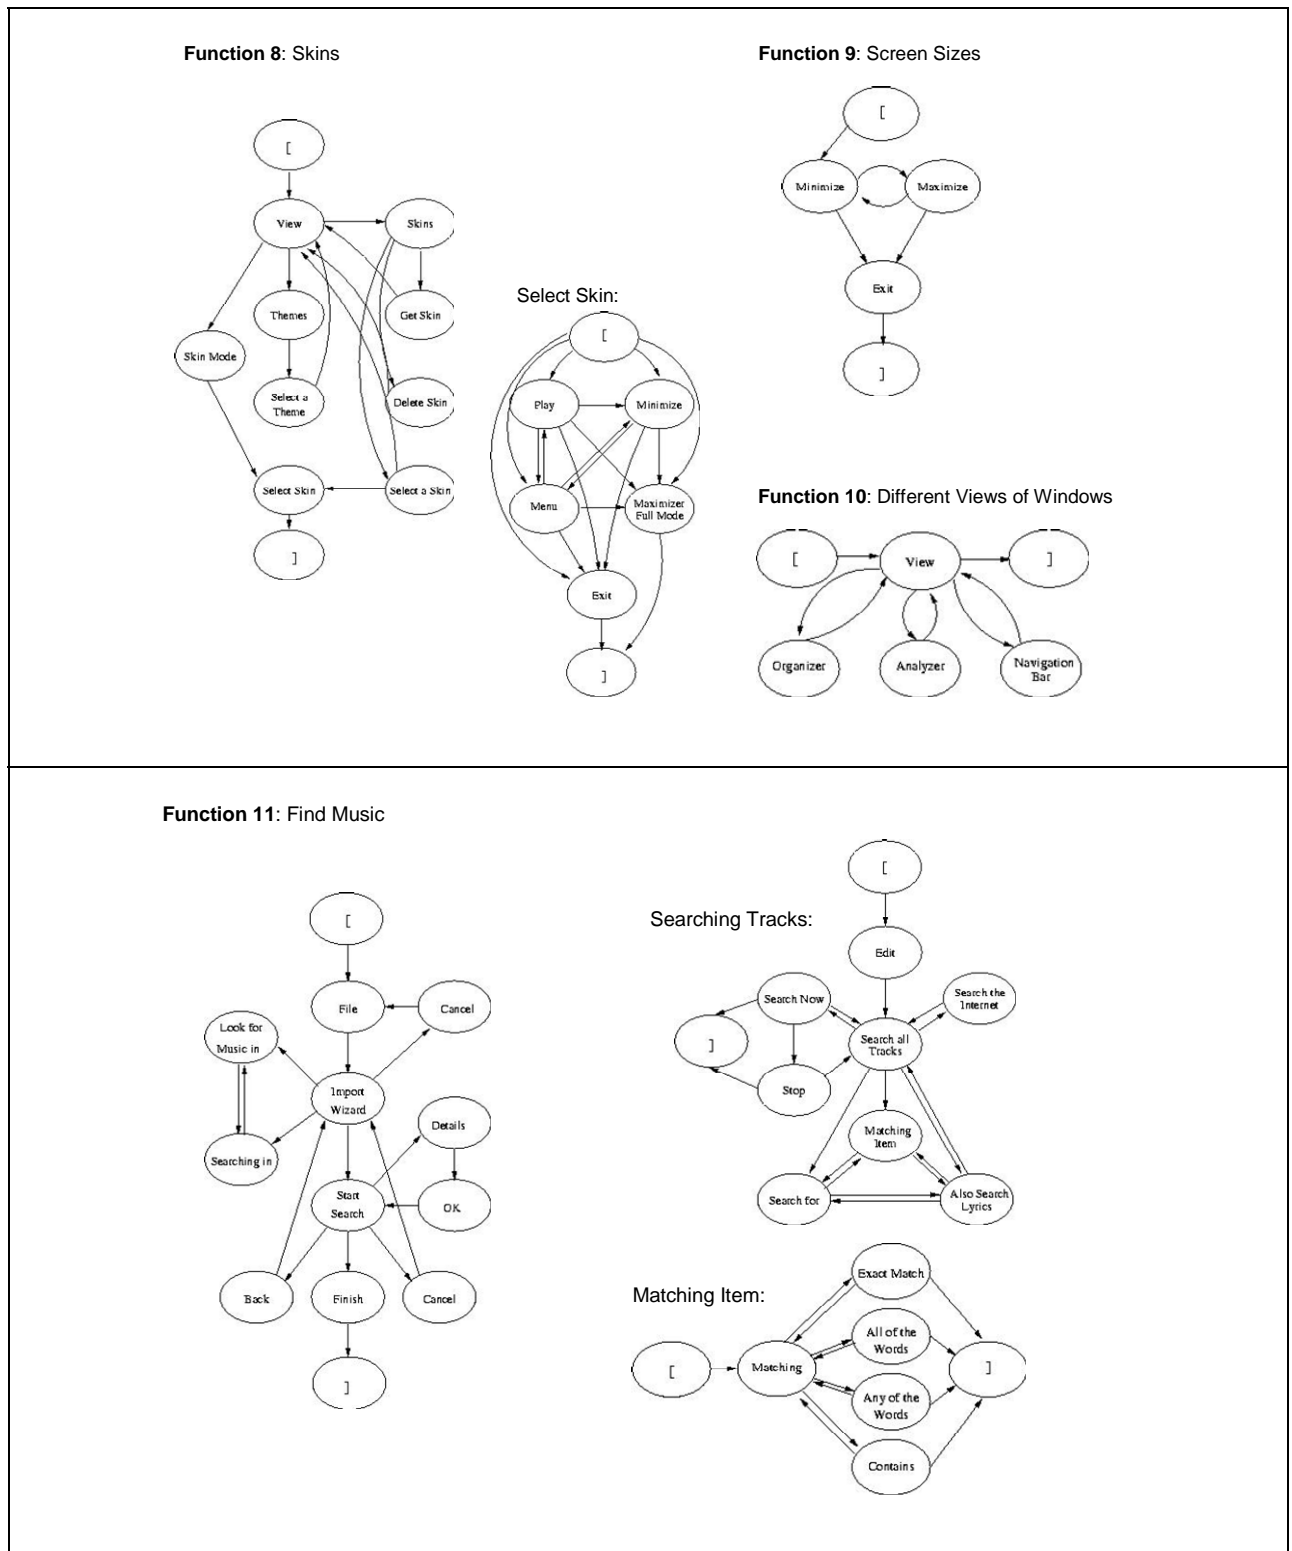 Function 8: Skins
[
View
Skins
Themes
Get Skin
Skin Mode
Select a
Theme
Delete Skin
Select Skin
Select a Skin
]
Select Skin:
[
Play
Minimize
Menu
Maximizer
Full Mode
Exit
]
Function 9: Screen Sizes
[
Minimize
Maximize
Exit
]
Function 10: Different Views of Windows
[
View
]
Organizer
Analyzer
Navigation
Bar
Function 11: Find Music
[
File
Cancel
Look for
Music in
Import
Wizard
Details
Searching in
Start
Search
OK
Back
Finish
Cancel
]
Searching Tracks:
[
Edit
Search Now
Search the
Internet
]
Search all
Tracks
Stop
Matching
Item
Search for
Also Search
Lyrics
Matching Item:
Exact Match
All of the
Words
[
Matching
]
Any of the
Words
Contains